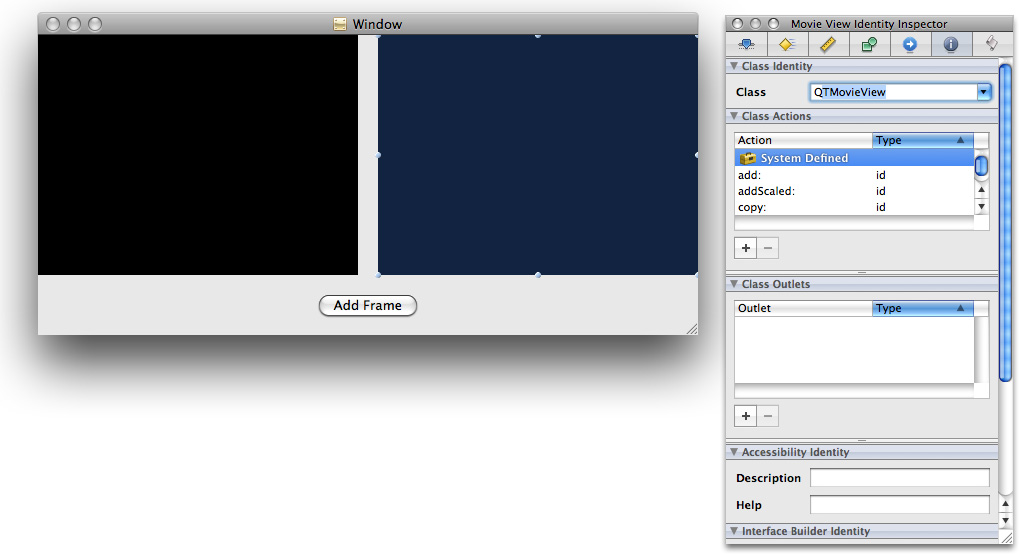 Window
Add Frame
Movie View Identity Inspector
Class Identity
Class QTMovieView
Class Actions
Action Type
System Defined
add: id
addScaled: id
copy: id
+ −
Class Outlets
Outlet Type
+ −
Accessibility Identity
Description
Help
Interface Builder Identity